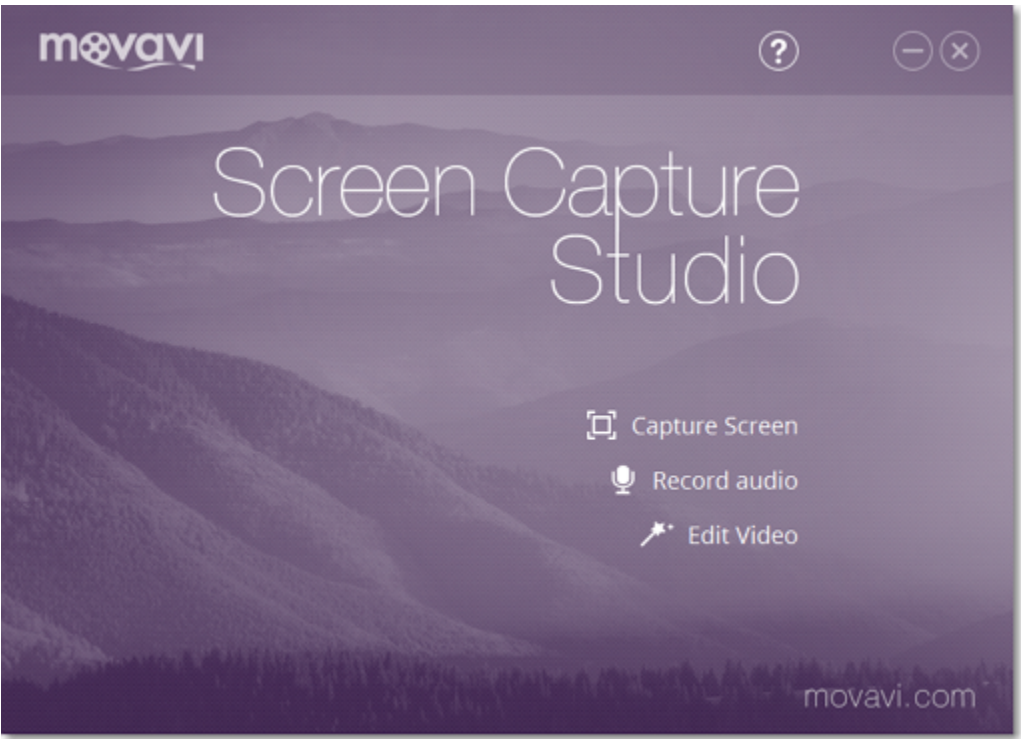 movavi
?
Screen Capture
Studio
Capture Screen
Record audio
Edit Video
movavi.com